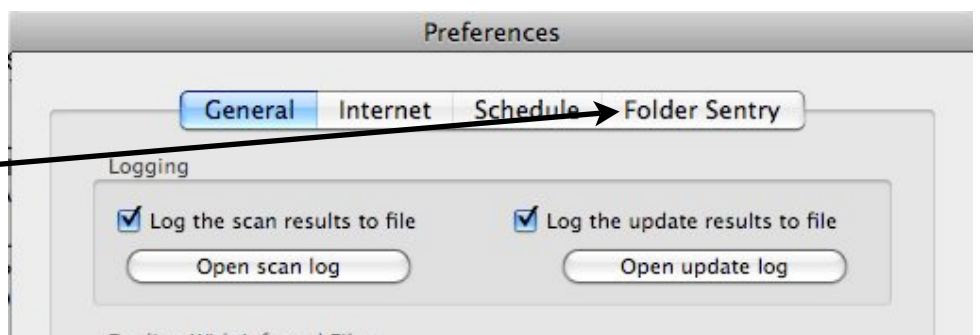 Preferences
General Internet Schedule Folder Sentry
Logging
Log the scan results to file Log the update results to file
Open scan log Open update log